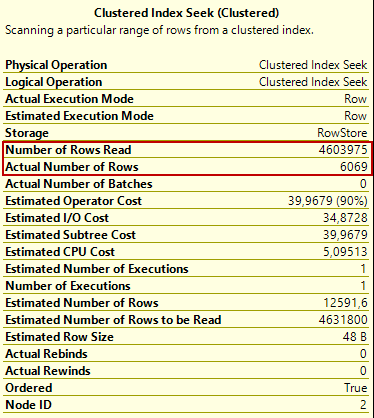 Clustered Index Seek (Clustered)
Scanning a particular range of rows from a clustered index.
Physical Operation Clustered Index Seek
Logical Operation Clustered Index Seek
Actual Execution Mode Row
Estimated Execution Mode Row
Storage RowStore
Number of Rows Read 4603975
Actual Number of Rows 6069
Actual Number of Batches 0
Estimated Operator Cost 39,9679 (90%)
Estimated I/O Cost 34,8728
Estimated Subtree Cost 39,9679
Estimated CPU Cost 5,09513
Estimated Number of Executions 1
Number of Executions 1
Estimated Number of Rows 12591,6
Estimated Number of Rows to be Read 4631800
Estimated Row Size 48 B
Actual Rebinds 0
Actual Rewinds 0
Ordered True
Node ID 2